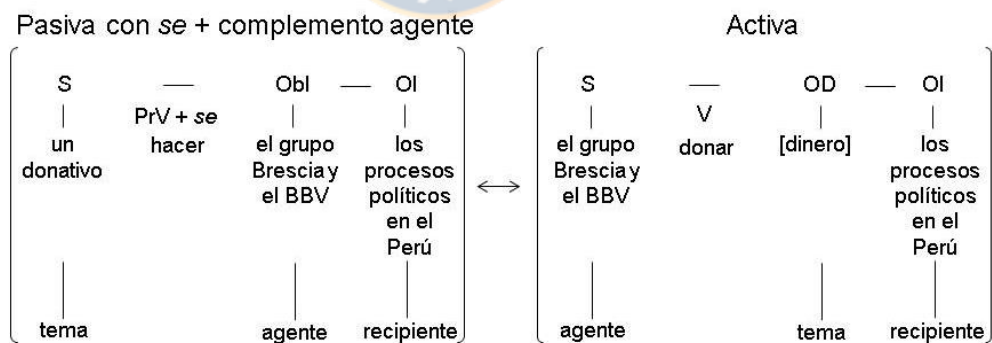 Pasiva con se + complemento agente Activa
S — Obl — OI S — OD — OI
PrV + se V
un donativo hacer el grupo Brescia y el BBV los procesos políticos en el Perú ↔ el grupo Brescia y el BBV donar [dinero] los procesos políticos en el Perú
tema agente recipiente agente tema recipiente